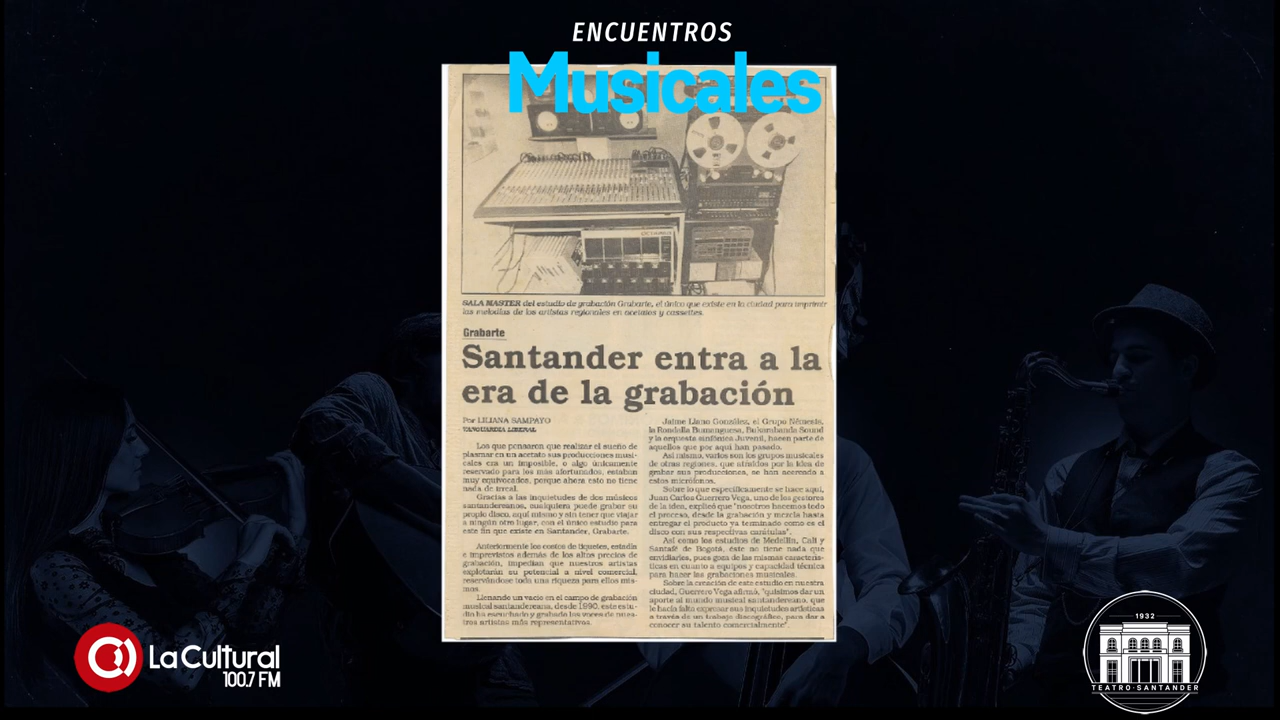 ENCUENTROS
Musicales
SALA MASTER del estudio de grabación Grabarte, el único que existe en la ciudad para imprimir
las melodías de los artistas regionales en acetatos y cassettes.
Grabarte
Santander entra a la
era de la grabación
Por LILIANA SAMPAYO
VANGUARDIA LIBERAL
Los que pensaron que realizar el sueño de
plasmar en un acetato sus producciones musi-
cales era un imposible, o algo únicamente
reservado para los más afortunados, estaban
muy equivocados, porque ahora esto no tiene
nada de irreal.
Gracias a las inquietudes de dos músicos
santandereanos, cualquiera puede grabar su
propio disco, aquí mismo y sin tener que viajar
a ningún otro lugar, con el único estudio para
este fin que existe en Santander, Grabarte.
Anteriormente los costos de tiquetes, estadía
e imprevistos además de los altos precios de
grabación, impedían que nuestros artistas
explotarán su potencial a nivel comercial,
reservándose toda una riqueza para ellos mis-
mos.
Llenando un vacío en el campo de grabación
musical santandereana, desde 1990, este estu-
dio ha escuchado y grabado las voces de nues-
tros artistas más representativos.
Jaime Llano González, el Grupo Némesis,
la Rondalla Bumanguesa, Bukarabanda Sound
y la orquesta sinfónica Juvenil, hacen parte de
aquellos que por aquí han pasado.
Así mismo, varios son los grupos musicales
de otras regiones, que atraídos por la idea de
grabar sus producciones, se han acercado a
estos micrófonos.
Sobre lo que específicamente se hace aquí,
Juan Carlos Guerrero Vega, uno de los gestores
de la idea, explicó que "nosotros hacemos todo
el proceso, desde la grabación y mezcla hasta
entregar el producto ya terminado como es el
disco con sus respectivas carátulas".
Así como los estudios de Medellín, Cali y
Santafé de Bogotá, éste no tiene nada que
envidiarles, pues goza de las mismas caracterís-
ticas en cuanto a equipos y capacidad técnica
para hacer las grabaciones musicales.
Sobre la creación de este estudio en nuestra
ciudad, Guerrero Vega afirmó, "quisimos dar un
aporte al mundo musical santandereano, que
le hacía falta expresar sus inquietudes artísticas
a través de un trabajo discográfico, para dar a
conocer su talento comercialmente".
La Cultural
100.7 FM
1932
TEATRO·SANTANDER